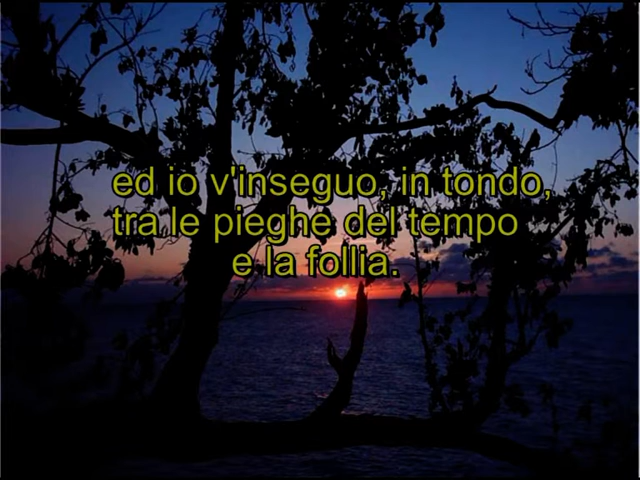 ed io v'inseguo, in tondo,
tra le pieghe del tempo
e la follia.